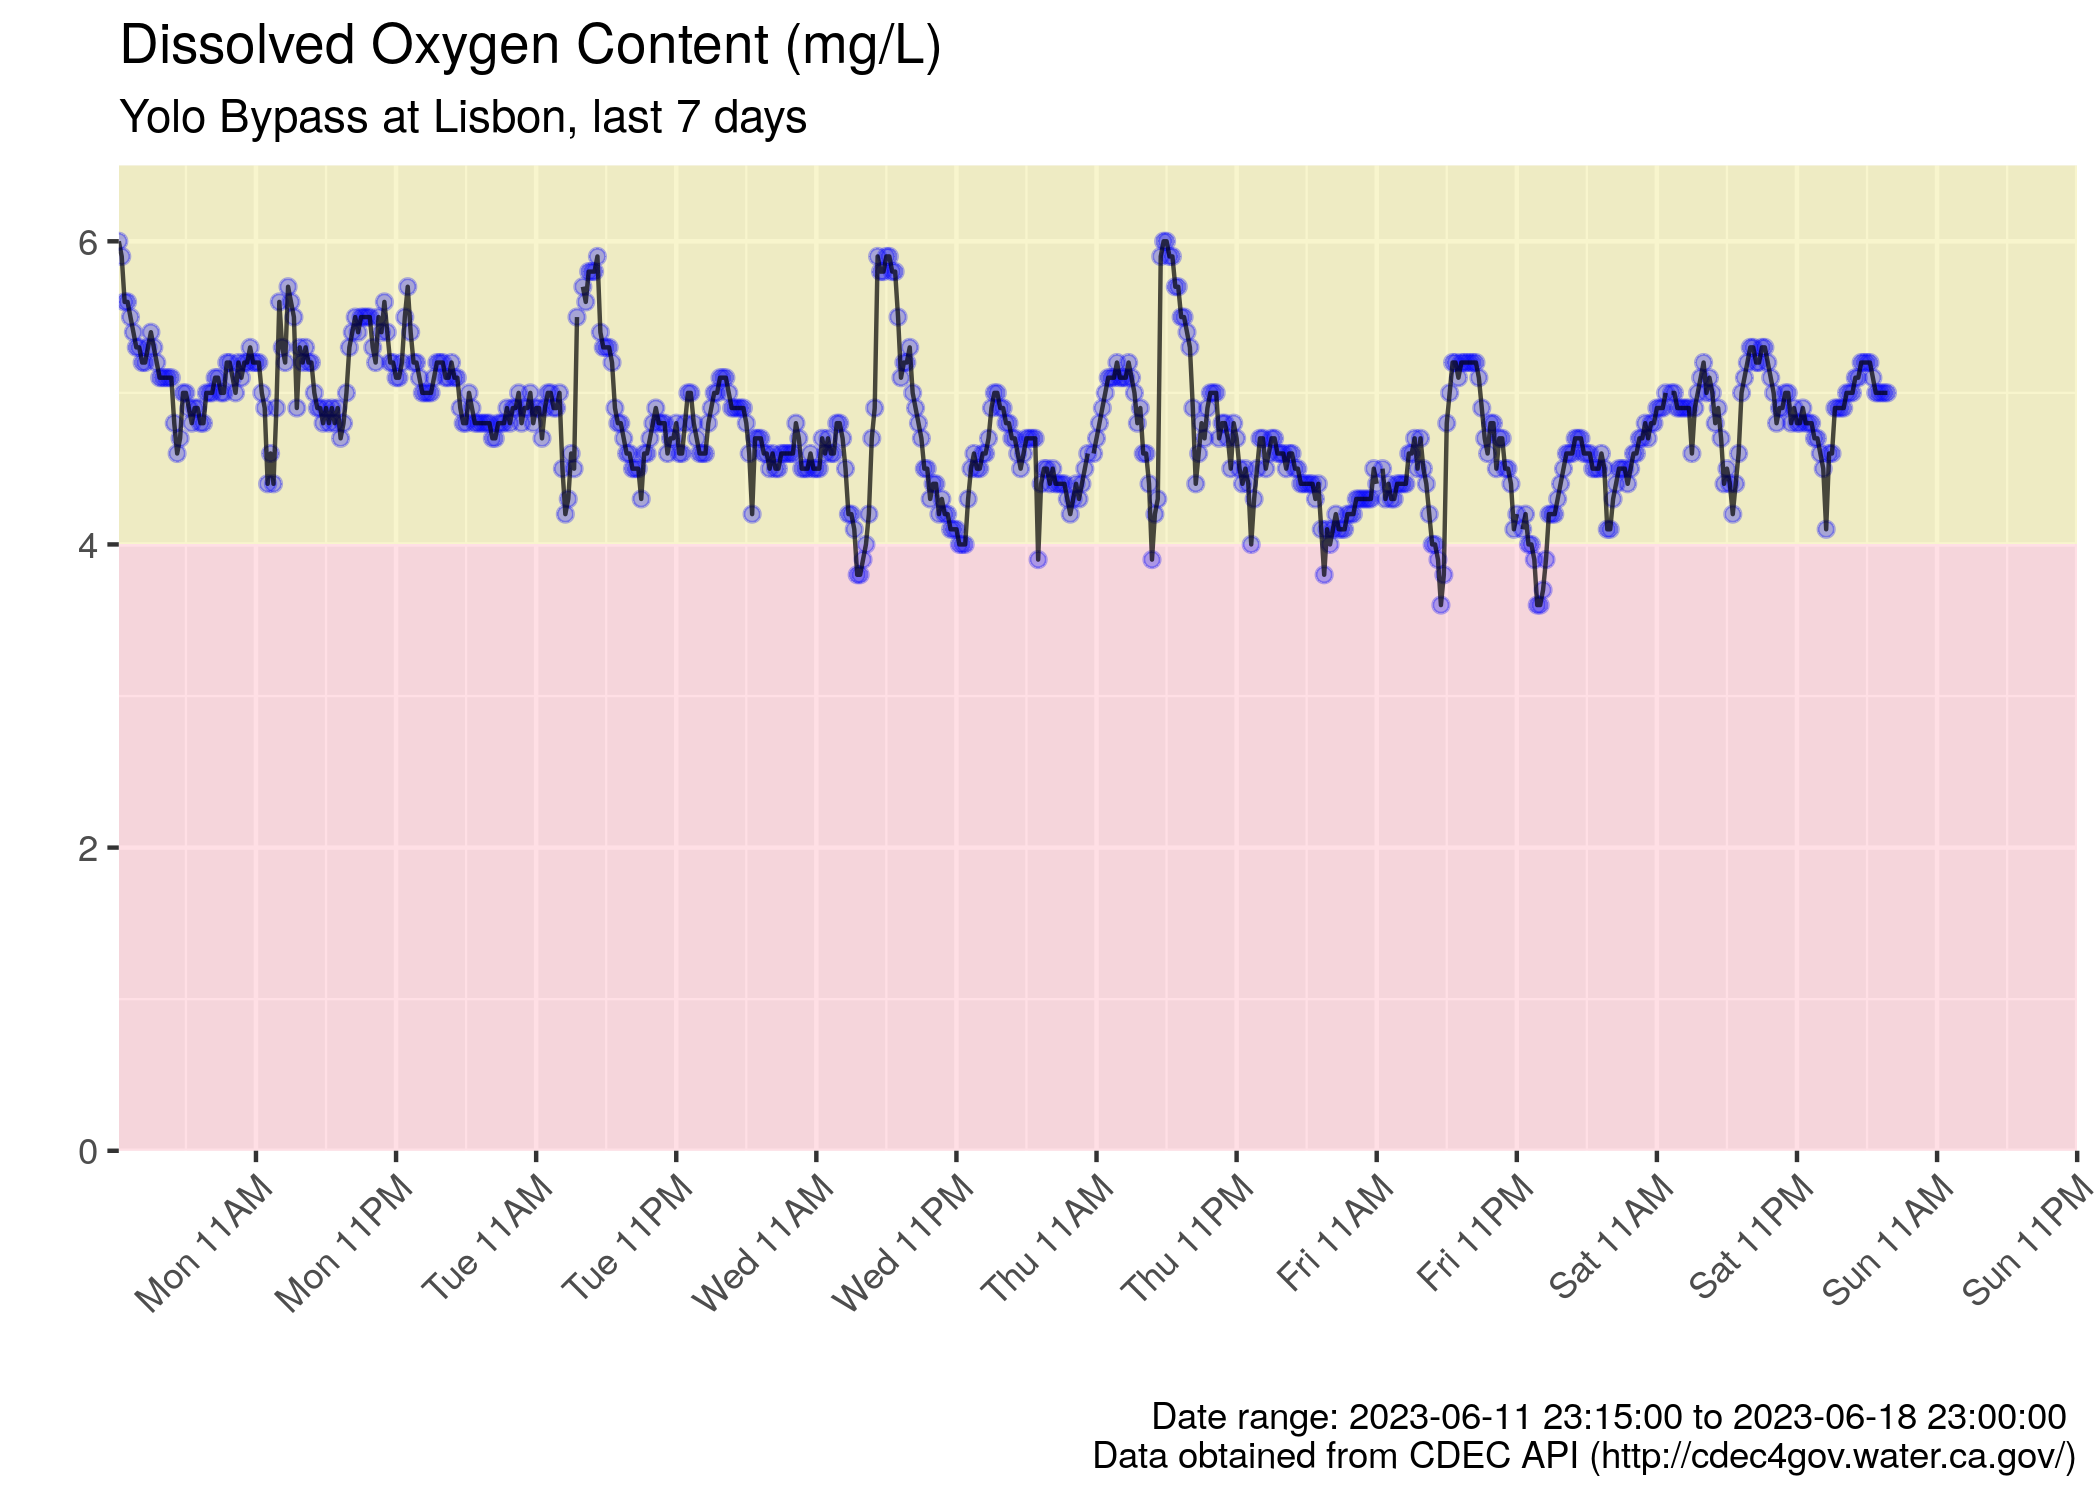 Dissolved Oxygen Content (mg/L)
Yolo Bypass at Lisbon, last 7 days
6
4
2
0
Mon 11AM
Mon 11PM
Tue 11AM
Tue 11PM
Wed 11AM
Wed 11PM
Thu 11AM
Thu 11PM
Fri 11AM
Fri 11PM
Sat 11AM
Sat 11PM
Sun 11AM
Sun 11PM
Date range: 2023-06-11 23:15:00 to 2023-06-18 23:00:00
Data obtained from CDEC API (http://cdec4gov.water.ca.gov/)